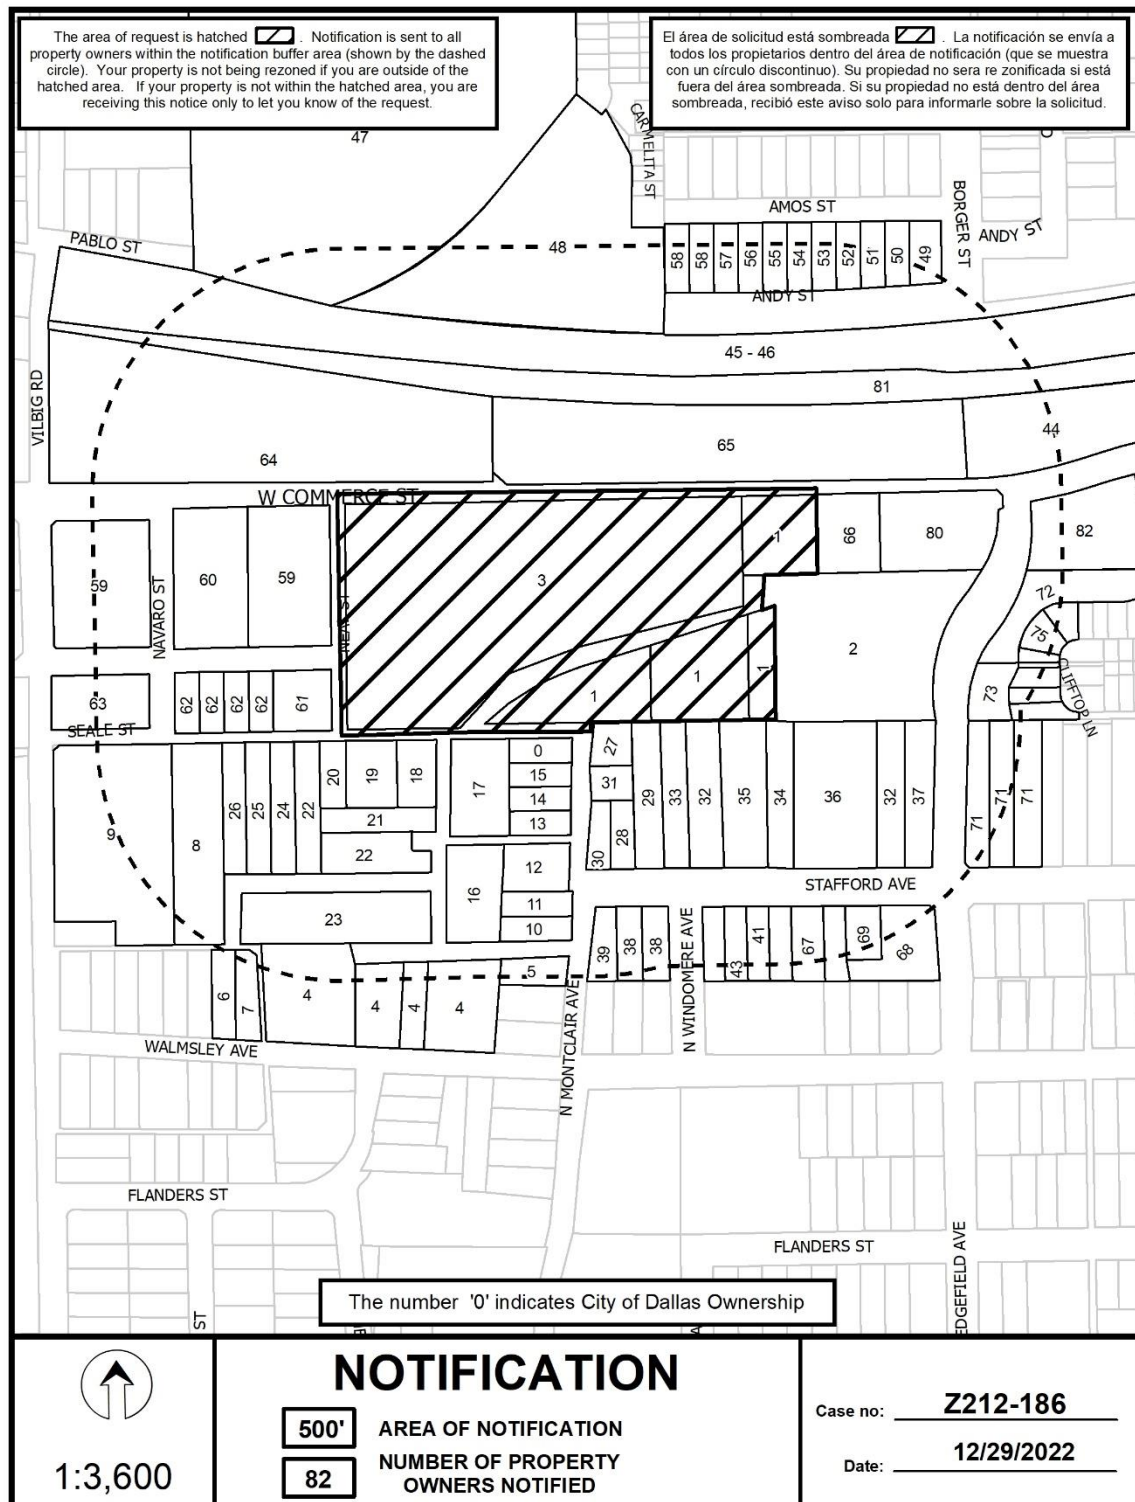 The area of request is hatched . Notification is sent to all
property owners within the notification buffer area (shown by the dashed
circle). Your property is not being rezoned if you are outside of the
hatched area. If your property is not within the hatched area, you are
receiving this notice only to let you know of the request.
El área de solicitud está sombreada . La notificación se envía a
todos los propietarios dentro del área de notificación (que se muestra
con un círculo discontinuo). Su propiedad no sera re zonificada si está
fuera del área sombreada. Si su propiedad no está dentro del área
sombreada, recibió este aviso solo para informarle sobre la solicitud.
47
CARMELITA ST
AMOS ST
BORGER ST
ANDY ST
PABLO ST
48
58 58 57 56 55 54 53 52 51 50 49
ANDY ST
45 - 46
81
VILBIG RD
64
65
44
W COMMERCE ST
59
NAVARO ST
60
59
3
1
66
80
82
72
75
2
CLIFFTOP LN
73
63
62 62 62 62 61
1
1
1
SEALE ST
9
8
26 25 24 22 20 19 18
21
22
17
0
15
14
13
27
31
30 28 29 33 32 35 34 36 32 37
71 71 71
16
12
11
10
STAFFORD AVE
23
39 38 38
N WINDOMERE AVE
43 41 67 69 68
6 7 4 4 4 4 5
WALMSLEY AVE
N MONTCLAIR AVE
FLANDERS ST
FLANDERS ST
EDGEFIELD AVE
ST
The number '0' indicates City of Dallas Ownership
1:3,600
NOTIFICATION
500' AREA OF NOTIFICATION
82 NUMBER OF PROPERTY
OWNERS NOTIFIED
Case no: Z212-186
Date: 12/29/2022